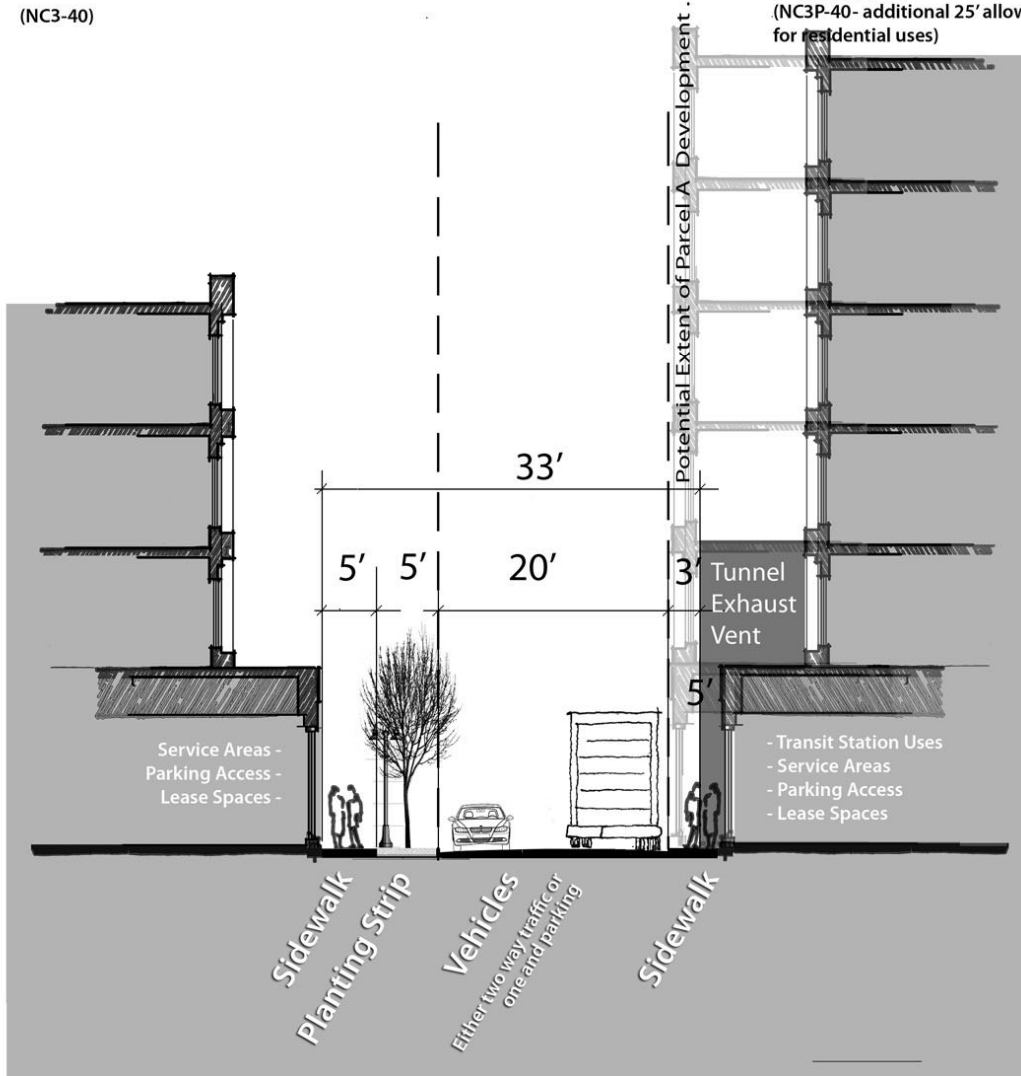 (NC3-40)
(NC3P-40- additional 25' allow
for residential uses)
Potential Extent of Parcel A Development
33'
5'
5'
20'
3'
Tunnel
Exhaust
Vent
5'
Service Areas -
Parking Access -
Lease Spaces -
- Transit Station Uses
- Service Areas
- Parking Access
- Lease Spaces
Sidewalk
Planting Strip
Vehicles
Either two way traffic or
one and parking
Sidewalk